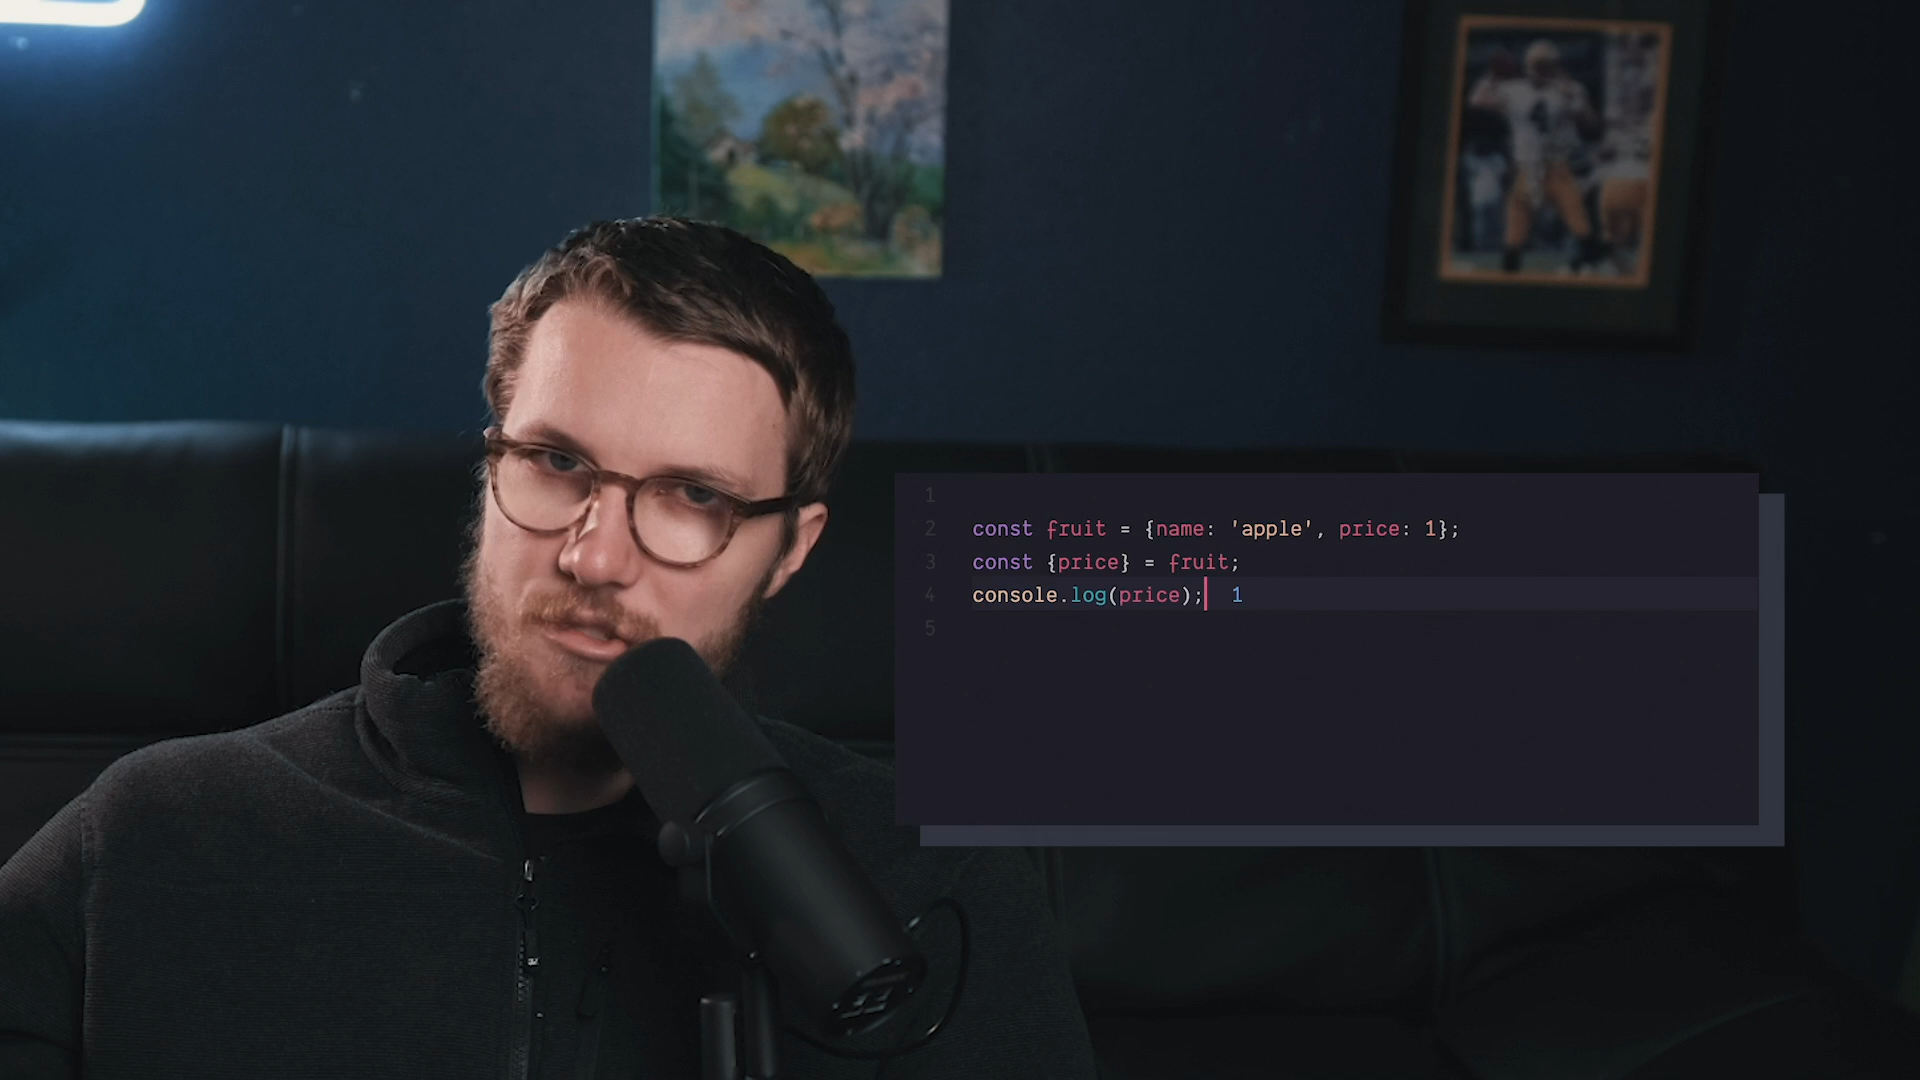 1
2 const fruit = {name: 'apple', price: 1};
3 const {price} = fruit;
4 console.log(price); 1
5